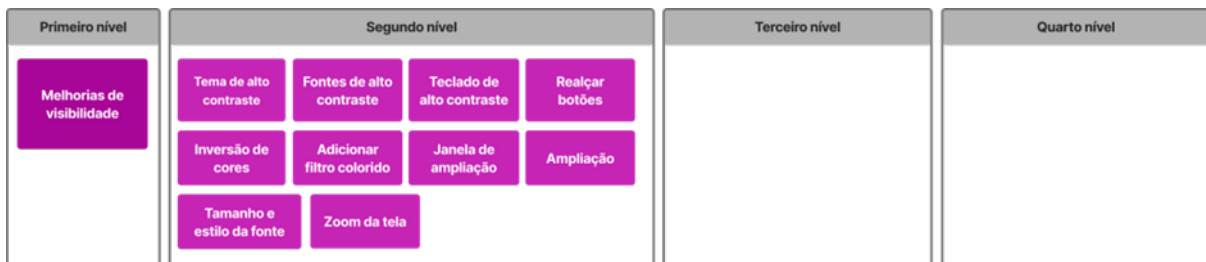 Primeiro nível
Segundo nível
Terceiro nível
Quarto nível
Melhorias de
visibilidade
Tema de alto
contraste
Fontes de alto
contraste
Teclado de
alto contraste
Realçar
botões
Inversão de
cores
Adicionar
filtro colorido
Janela de
ampliação
Ampliação
Tamanho e
estilo da fonte
Zoom da tela